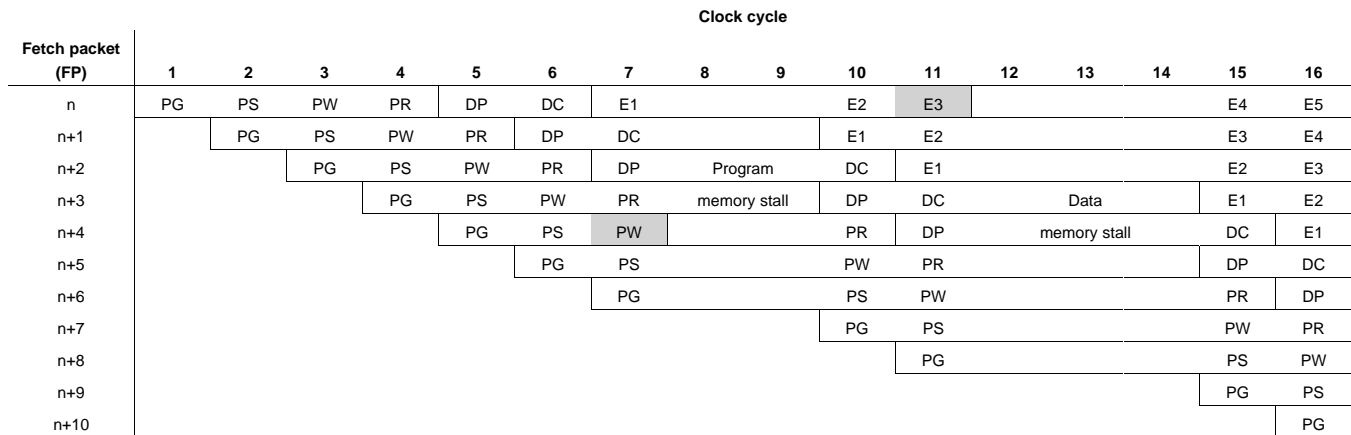 Clock cycle
Fetch packet
(FP) 1 2 3 4 5 6 7 8 9 10 11 12 13 14 15 16
n PG PS PW PR DP DC E1 E2 E3 E4 E5
n+1 PG PS PW PR DP DC E1 E2 E3 E4
n+2 PG PS PW PR DP Program DC E1 E2 E3
n+3 PG PS PW PR memory stall DP DC Data E1 E2
n+4 PG PS PW PR DP memory stall DC E1
n+5 PG PS PW PR DP DC
n+6 PG PS PW PR DP
n+7 PG PS PW PR
n+8 PG PS PW
n+9 PG PS
n+10 PG